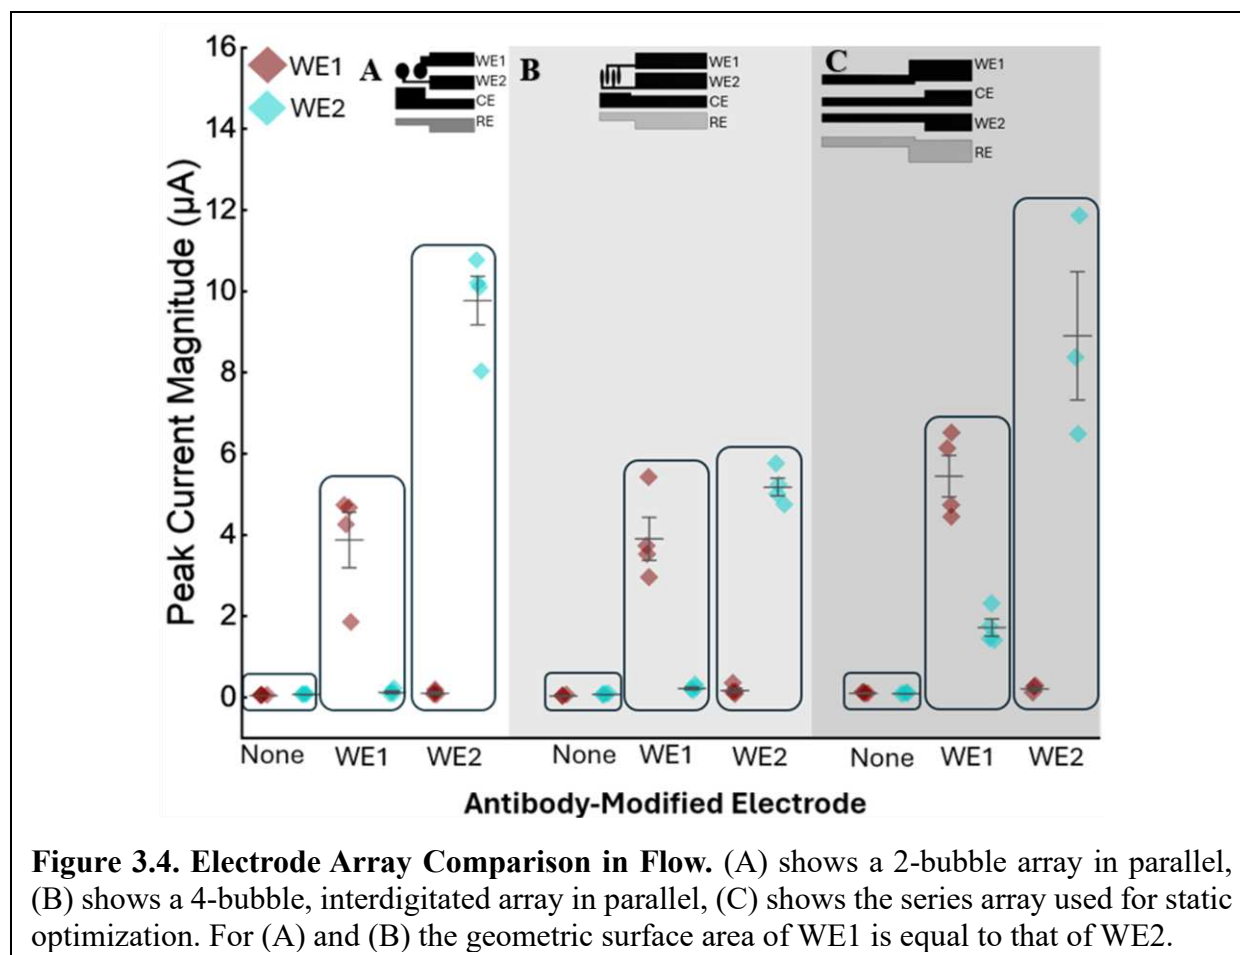 16
14
12
10
8
6
4
2
0
Peak Current Magnitude (µA)
WE1
WE2
A
WE1
WE2
CE
RE
B
WE1
WE2
CE
RE
C
WE1
CE
WE2
RE
None WE1 WE2 None WE1 WE2 None WE1 WE2
Antibody-Modified Electrode
Figure 3.4. Electrode Array Comparison in Flow. (A) shows a 2-bubble array in parallel,
(B) shows a 4-bubble, interdigitated array in parallel, (C) shows the series array used for static
optimization. For (A) and (B) the geometric surface area of WE1 is equal to that of WE2.